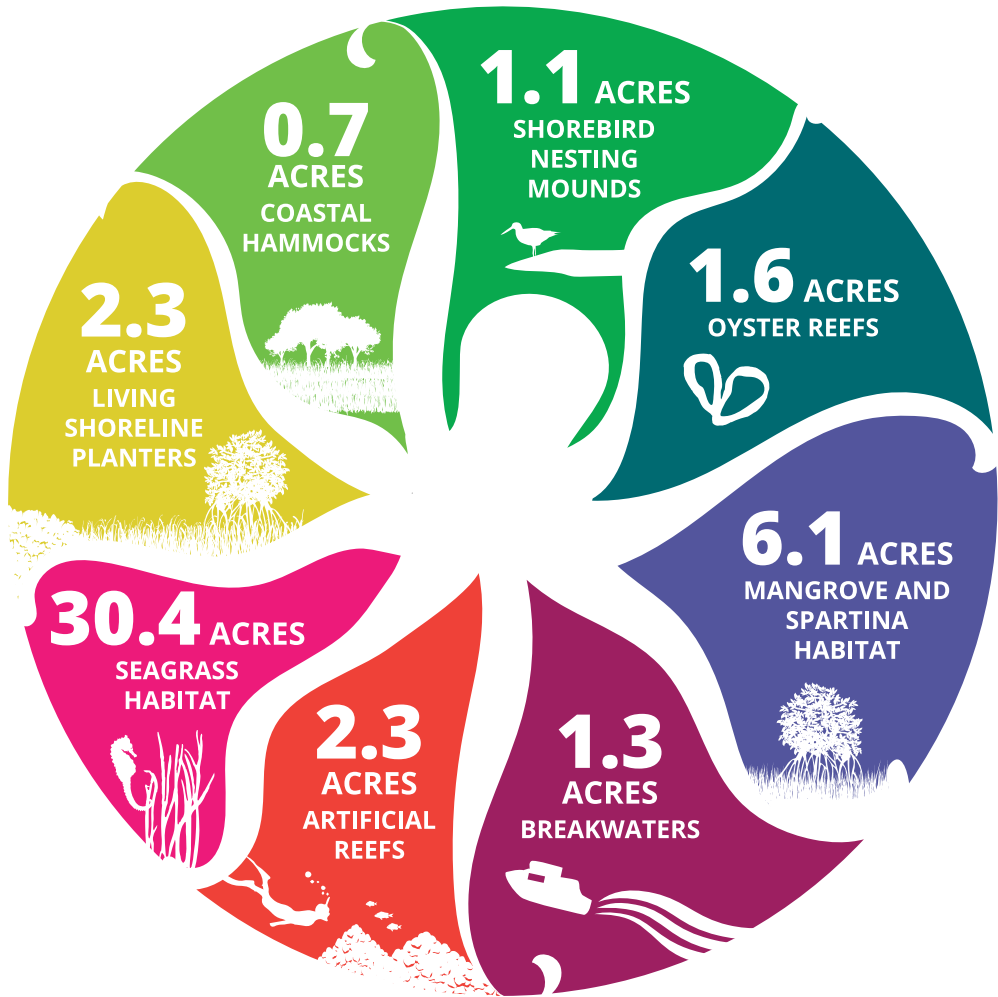 1.1 ACRES
SHOREBIRD
NESTING
MOUNDS
1.6 ACRES
OYSTER REEFS
6.1 ACRES
MANGROVE AND
SPARTINA
HABITAT
1.3
ACRES
BREAKWATERS
2.3
ACRES
ARTIFICIAL
REEFS
30.4 ACRES
SEAGRASS
HABITAT
2.3
ACRES
LIVING
SHORELINE
PLANTERS
0.7
ACRES
COASTAL
HAMMOCKS